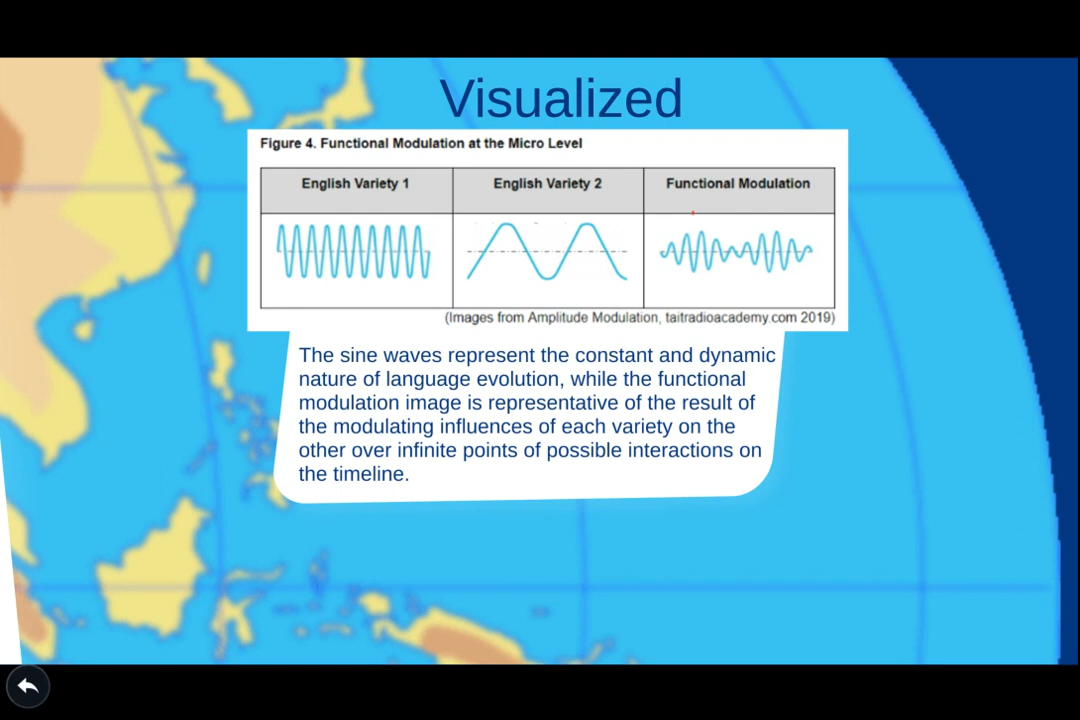 Visualized
Figure 4. Functional Modulation at the Micro Level
English Variety 1
English Variety 2
Functional Modulation
(Images from Amplitude Modulation, taitradioacademy.com 2019)
The sine waves represent the constant and dynamic
nature of language evolution, while the functional
modulation image is representative of the result of
the modulating influences of each variety on the
other over infinite points of possible interactions on
the timeline.